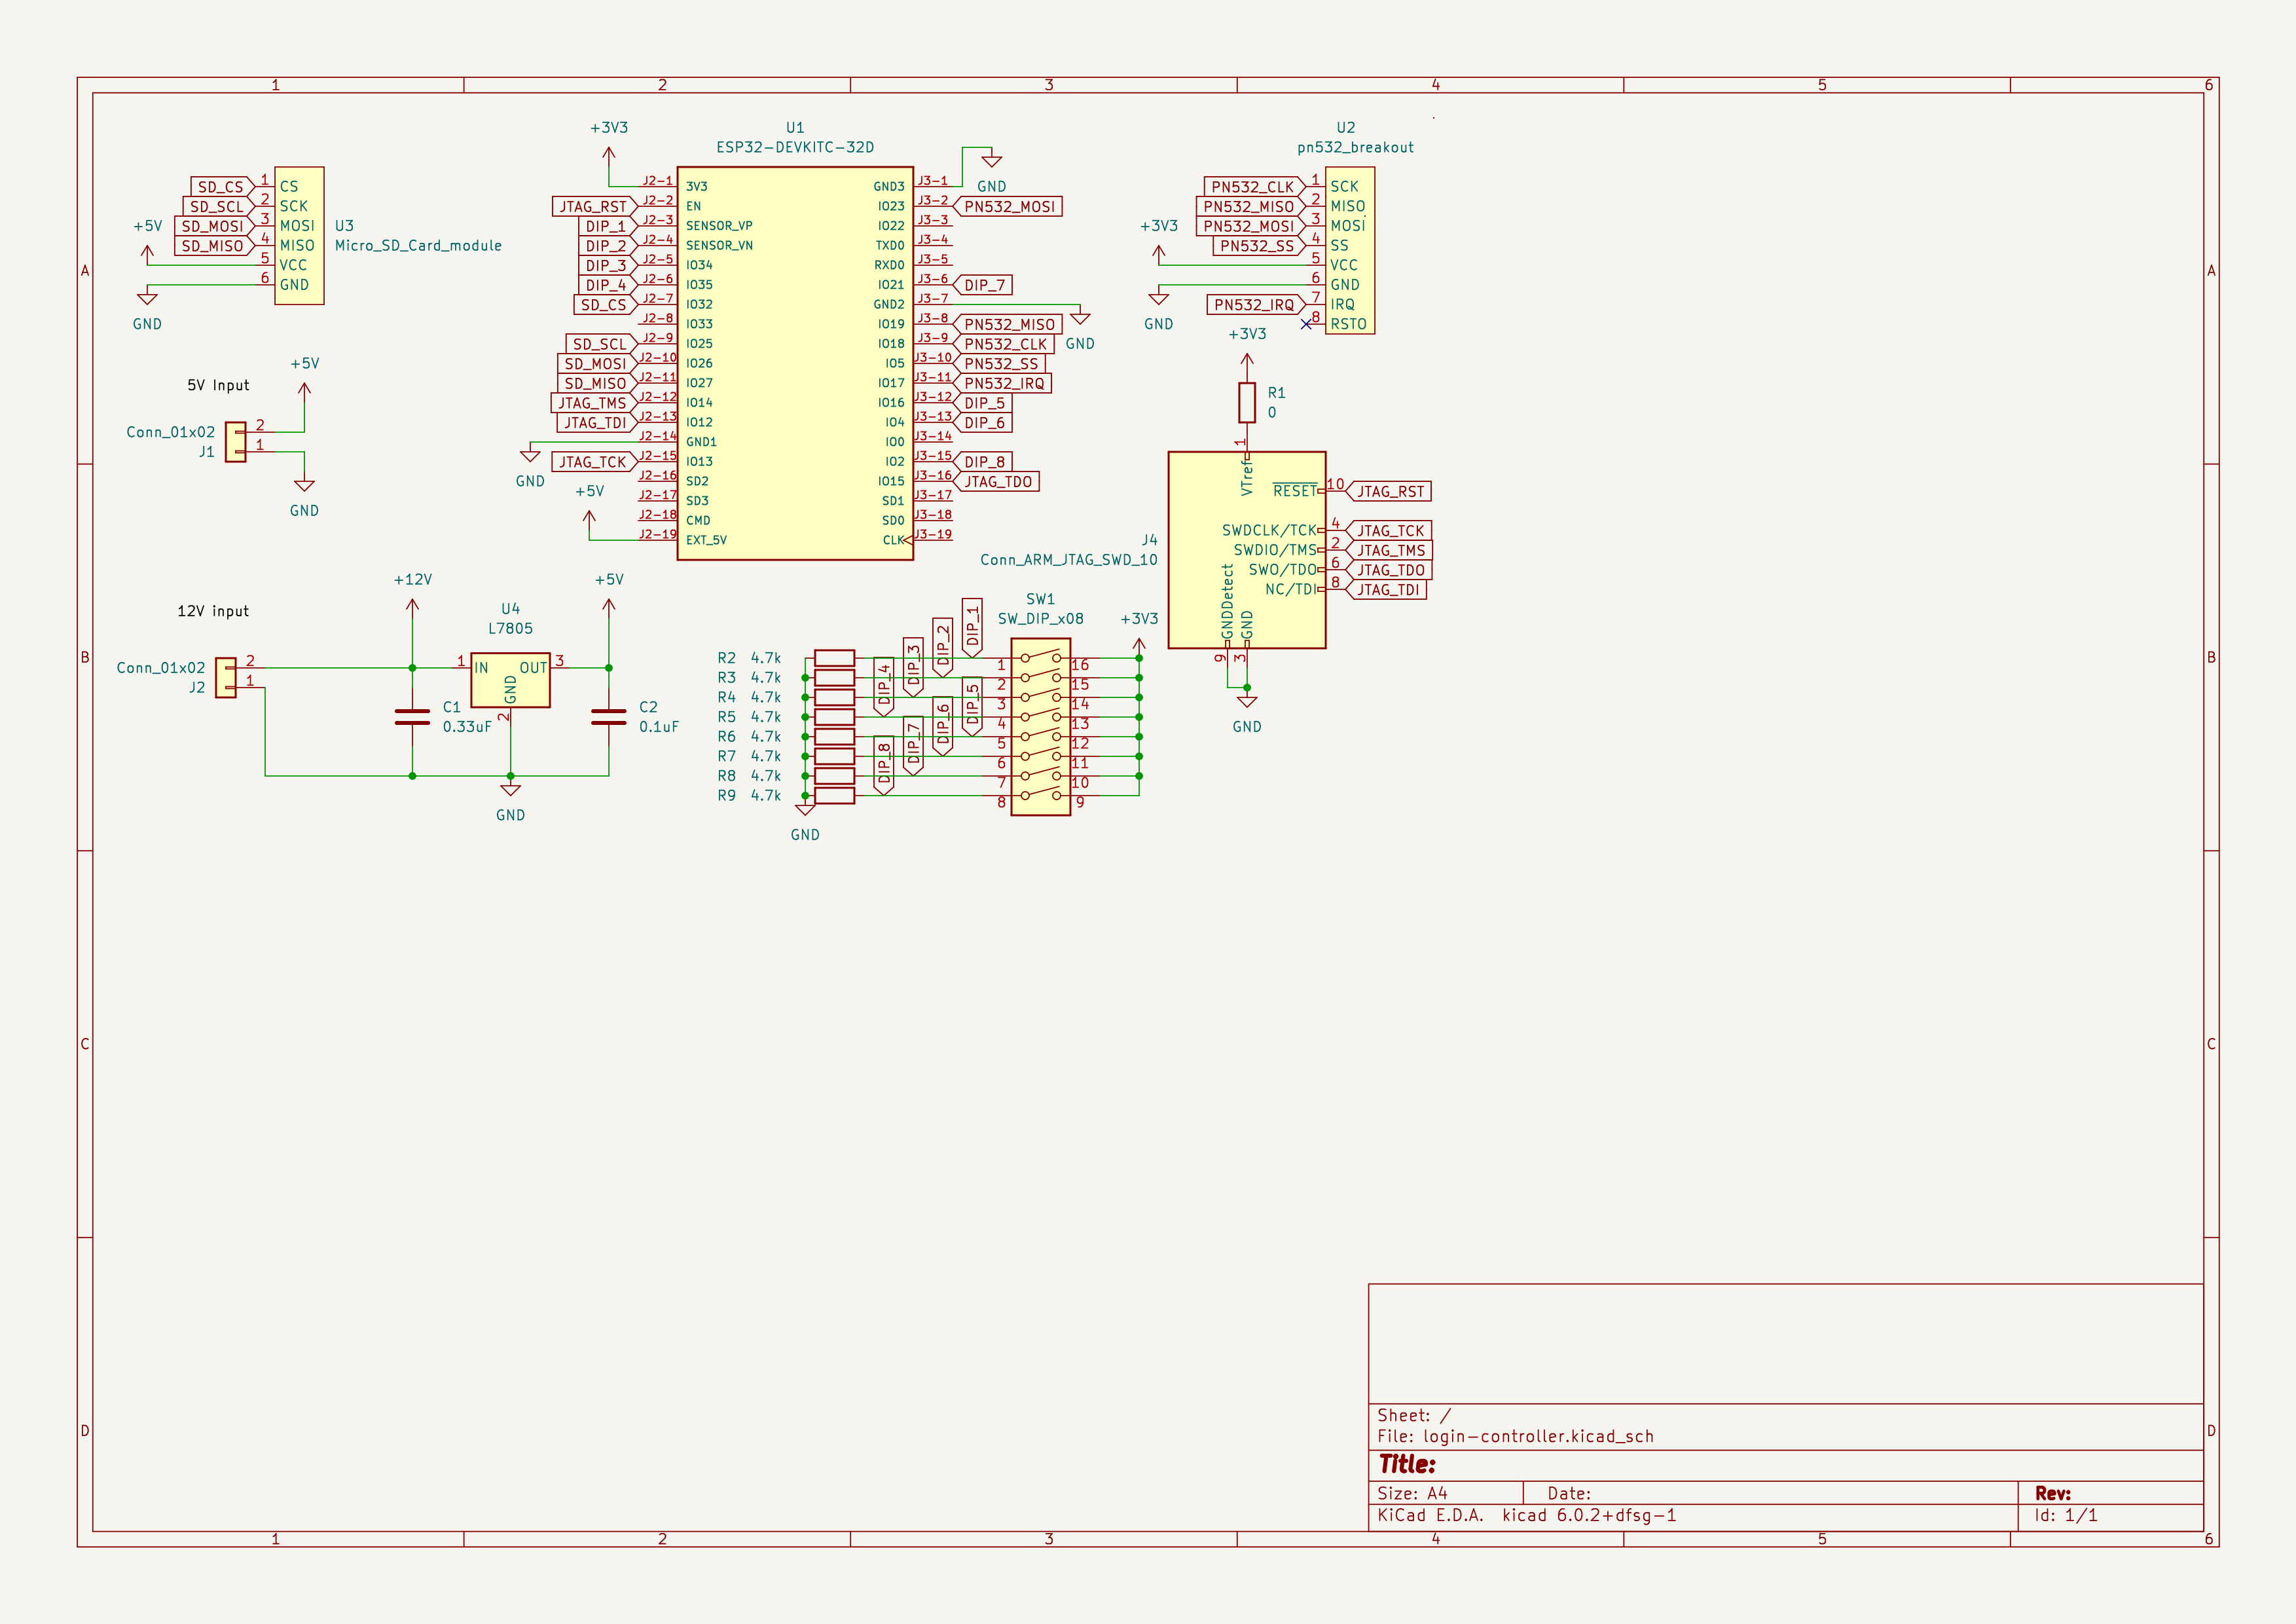 1 2 3 4 5 6
A
B
C
D
A
B
C
D
U3
Micro_SD_Card_module
SD_CS 1 CS
SD_SCL 2 SCK
SD_MOSI 3 MOSI
SD_MISO 4 MISO
+5V 5 VCC
GND 6 GND
5V Input
+5V
Conn_01x02 2
J1 1
GND
U1
ESP32-DEVKITC-32D
+3V3
J2-1 3V3
JTAG_RST J2-2 EN
DIP_1 J2-3 SENSOR_VP
DIP_2 J2-4 SENSOR_VN
DIP_3 J2-5 IO34
DIP_4 J2-6 IO35
SD_CS J2-7 IO32
J2-8 IO33
SD_SCL J2-9 IO25
SD_MOSI J2-10 IO26
SD_MISO J2-11 IO27
JTAG_TMS J2-12 IO14
JTAG_TDI J2-13 IO12
J2-14 GND1
GND
JTAG_TCK J2-15 IO13
J2-16 SD2
J2-17 SD3
J2-18 CMD
+5V
J2-19 EXT_5V
GND3 J3-1
GND
IO23 J3-2 PN532_MOSI
IO22 J3-3
TXD0 J3-4
RXD0 J3-5
IO21 J3-6 DIP_7
GND2 J3-7
GND
IO19 J3-8 PN532_MISO
IO18 J3-9 PN532_CLK
IO5 J3-10 PN532_SS
IO17 J3-11 PN532_IRQ
IO16 J3-12 DIP_5
IO4 J3-13 DIP_6
IO0 J3-14
IO2 J3-15 DIP_8
IO15 J3-16 JTAG_TDO
SD1 J3-17
SD0 J3-18
CLK J3-19
U2
pn532_breakout
PN532_CLK 1 SCK
PN532_MISO 2 MISO
PN532_MOSI 3 MOSI
PN532_SS 4 SS
+3V3 5 VCC
GND 6 GND
PN532_IRQ 7 IRQ
8 RSTO
+3V3
R1
0
J4
Conn_ARM_JTAG_SWD_10
1 VTref
RESET 10 JTAG_RST
SWDCLK/TCK 4 JTAG_TCK
SWDIO/TMS 2 JTAG_TMS
SWO/TDO 6 JTAG_TDO
NC/TDI 8 JTAG_TDI
GNDDetect 9
GND 3
GND
12V input
+12V
Conn_01x02 2
J2 1
U4
L7805
1 IN OUT 3
GND 2
+5V
C1
0.33uF
C2
0.1uF
GND
SW1
SW_DIP_x08
+3V3
R2 4.7k DIP_1 1 16
R3 4.7k DIP_2 2 15
R4 4.7k DIP_3 3 14
R5 4.7k DIP_4 4 13
R6 4.7k DIP_5 5 12
R7 4.7k DIP_6 6 11
R8 4.7k DIP_7 7 10
R9 4.7k DIP_8 8 9
GND
Sheet: /
File: login-controller.kicad_sch
Title:
Size: A4 Date: Rev:
KiCad E.D.A. kicad 6.0.2+dfsg-1 Id: 1/1
1 2 3 4 5 6